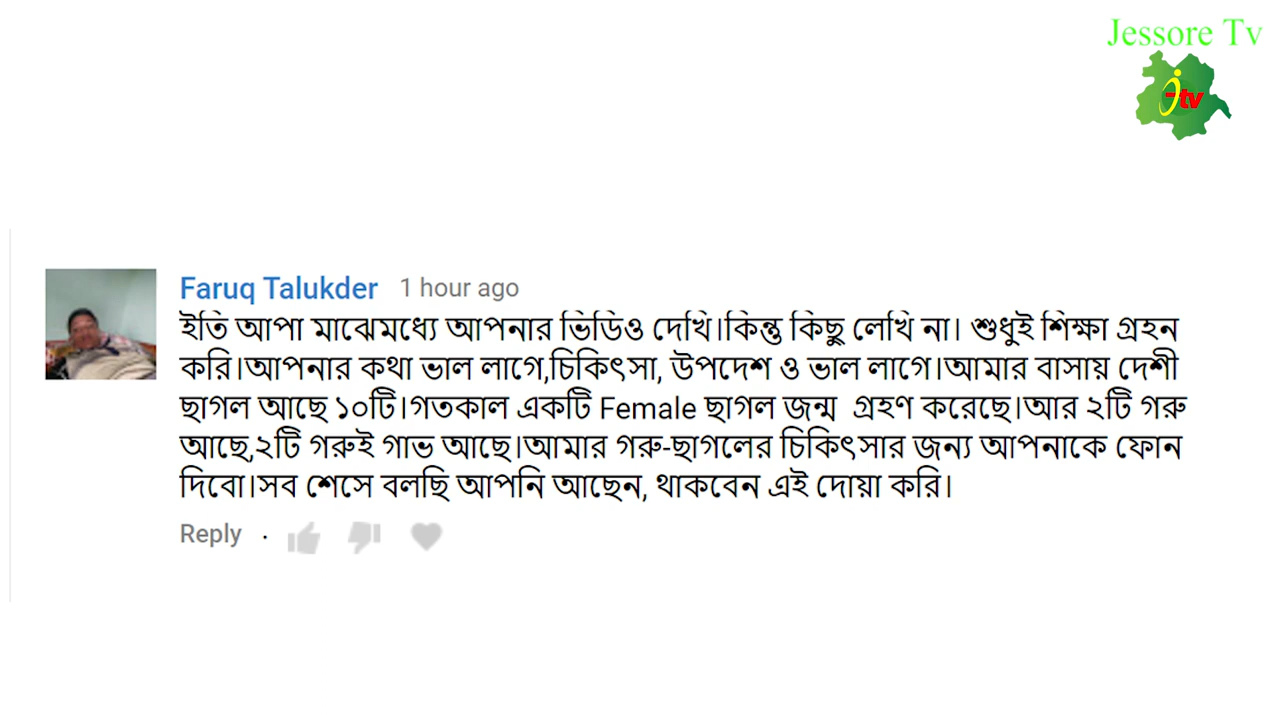 Jessore Tv
tv
Faruq Talukder 1 hour ago
ইতি আপা মাঝেমধ্যে আপনার ভিডিও দেখি।কিন্তু কিছু লেখি না। শুধুই শিক্ষা গ্রহন
করি।আপনার কথা ভাল লাগে,চিকিৎসা, উপদেশ ও ভাল লাগে।আমার বাসায় দেশী
ছাগল আছে ১০টি।গতকাল একটি Female ছাগল জন্ম গ্রহণ করেছে।আর ২টি গরু
আছে,২টি গরুই গাভ আছে।আমার গরু-ছাগলের চিকিৎসার জন্য আপনাকে ফোন
দিবো।সব শেসে বলছি আপনি আছেন, থাকবেন এই দোয়া করি।
Reply ·